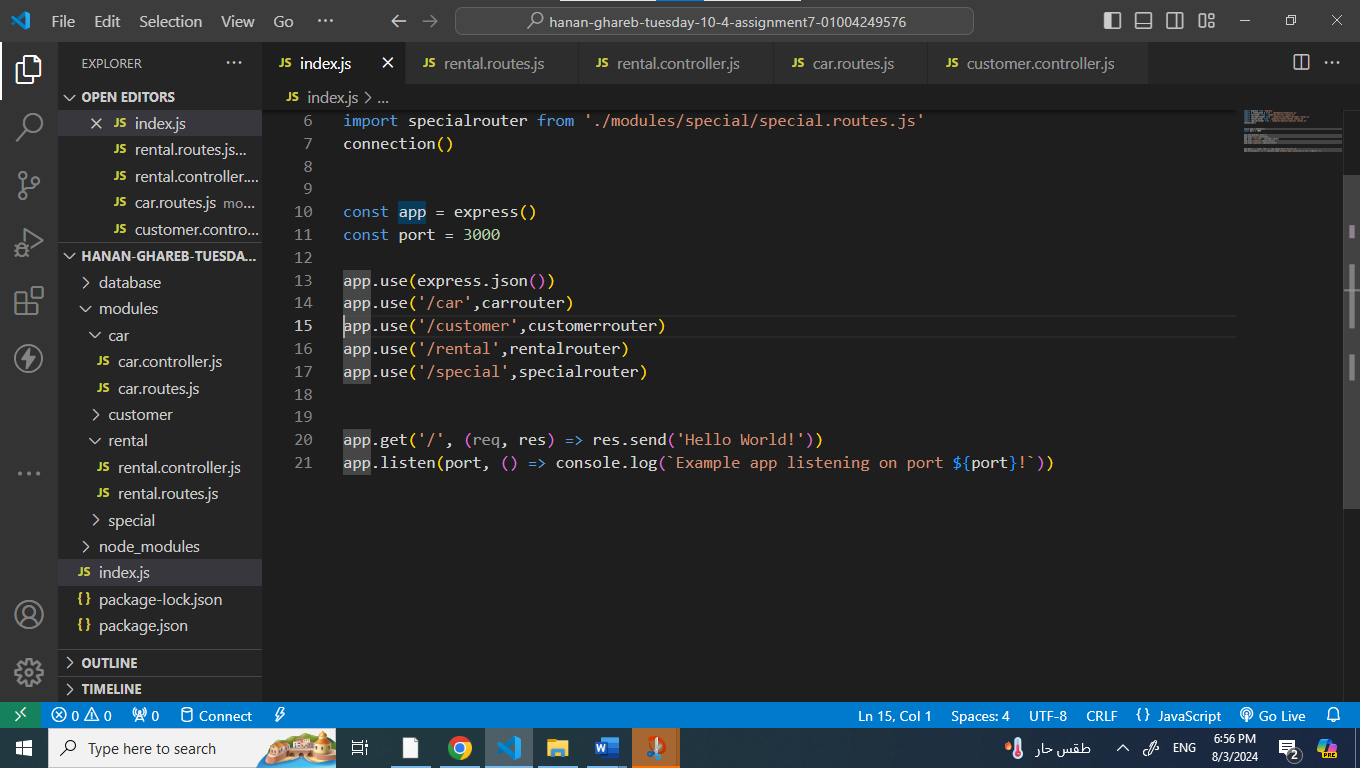 File Edit Selection View Go ···
hanan-ghareb-tuesday-10-4-assignment7-01004249576
EXPLORER ···
OPEN EDITORS
JS index.js
JS rental.routes.js...
JS rental.controller....
JS car.routes.js mo...
JS customer.contro...
HANAN-GHAREB-TUESDA...
database
modules
car
JS car.controller.js
JS car.routes.js
customer
rental
JS rental.controller.js
JS rental.routes.js
special
node_modules
JS index.js
{} package-lock.json
{} package.json
OUTLINE
TIMELINE
JS index.js JS rental.routes.js JS rental.controller.js JS car.routes.js JS customer.controller.js ···
JS index.js > ...
6 import specialrouter from './modules/special/special.routes.js'
7 connection()
8
9
10 const app = express()
11 const port = 3000
12
13 app.use(express.json())
14 app.use('/car',carrouter)
15 app.use('/customer',customerrouter)
16 app.use('/rental',rentalrouter)
17 app.use('/special',specialrouter)
18
19
20 app.get('/', (req, res) => res.send('Hello World!'))
21 app.listen(port, () => console.log(`Example app listening on port ${port}!`))
0 0 0 Connect Ln 15, Col 1 Spaces: 4 UTF-8 CRLF {} JavaScript Go Live
Type here to search
طقس حار
ENG
6:56 PM
8/3/2024
2
PRE